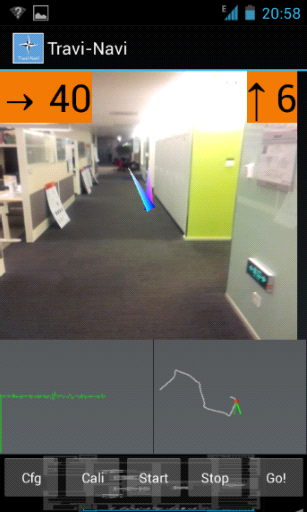 20:58
Travi-Navi
→ 40
↑ 6
Cfg
Cali
Start
Stop
Go!